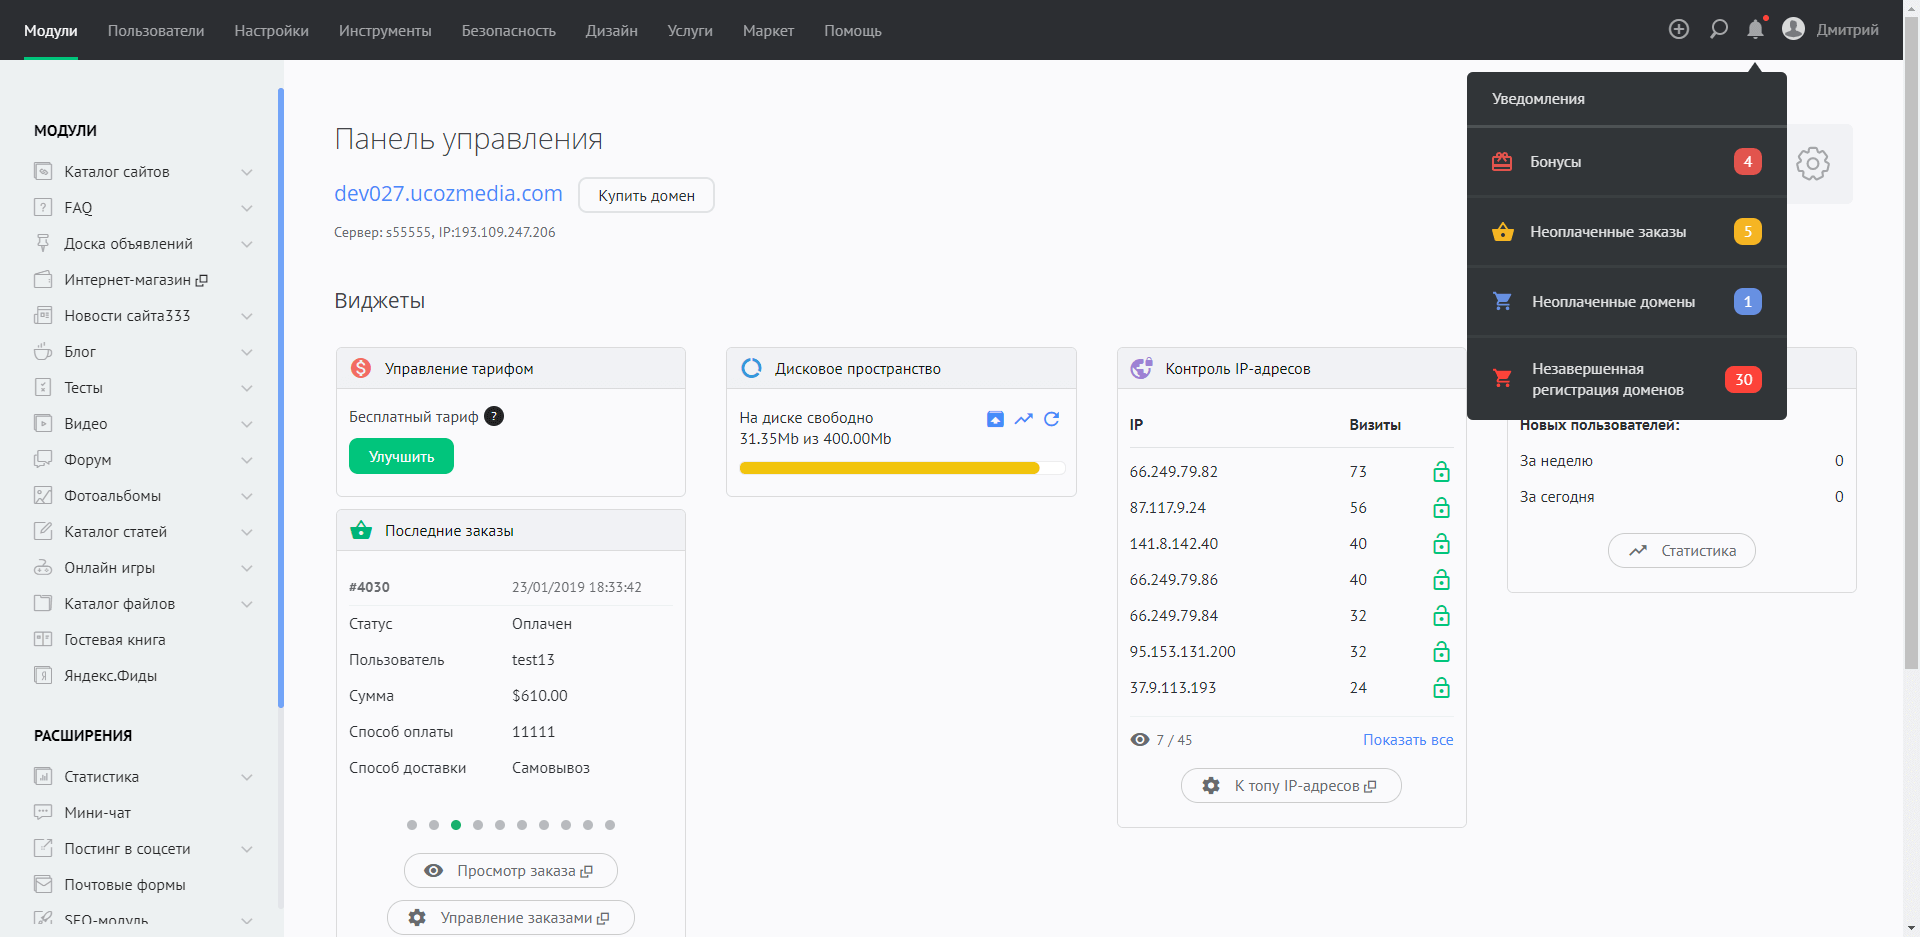 Модули
Пользователи
Настройки
Инструменты
Безопасность
Дизайн
Услуги
Маркет
Помощь
Дмитрий
МОДУЛИ
Каталог сайтов
FAQ
Доска объявлений
Интернет-магазин
Новости сайта333
Блог
Тесты
Видео
Форум
Фотоальбомы
Каталог статей
Онлайн игры
Каталог файлов
Гостевая книга
Яндекс.Фиды
РАСШИРЕНИЯ
Статистика
Мини-чат
Постинг в соцсети
Почтовые формы
SEO-модуль
Панель управления
dev027.ucozmedia.com
Купить домен
Сервер: s55555, IP:193.109.247.206
Виджеты
Управление тарифом
Бесплатный тариф ?
Улучшить
Последние заказы
#4030 23/01/2019 18:33:42
Статус Оплачен
Пользователь test13
Сумма $610.00
Способ оплаты 11111
Способ доставки Самовывоз
Просмотр заказа
Управление заказами
Дисковое пространство
На диске свободно
31.35Mb из 400.00Mb
Контроль IP-адресов
IP Визиты
66.249.79.82 73
87.117.9.24 56
141.8.142.40 40
66.249.79.86 40
66.249.79.84 32
95.153.131.200 32
37.9.113.193 24
7 / 45 Показать все
К топу IP-адресов
Уведомления
Бонусы 4
Неоплаченные заказы 5
Неоплаченные домены 1
Незавершенная
регистрация доменов 30
Новых пользователей:
За неделю 0
За сегодня 0
Статистика